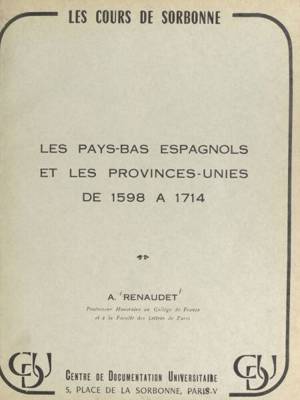 LES COURS DE SORBONNE
LES PAYS-BAS ESPAGNOLS
ET LES PROVINCES-UNIES
DE 1598 A 1714
A. RENAUDET
Professeur Honoraire au Collège de France
et à la Faculté des Lettres de Paris
CDU CDU
CENTRE DE DOCUMENTATION UNIVERSITAIRE
5, PLACE DE LA SORBONNE, PARIS-V